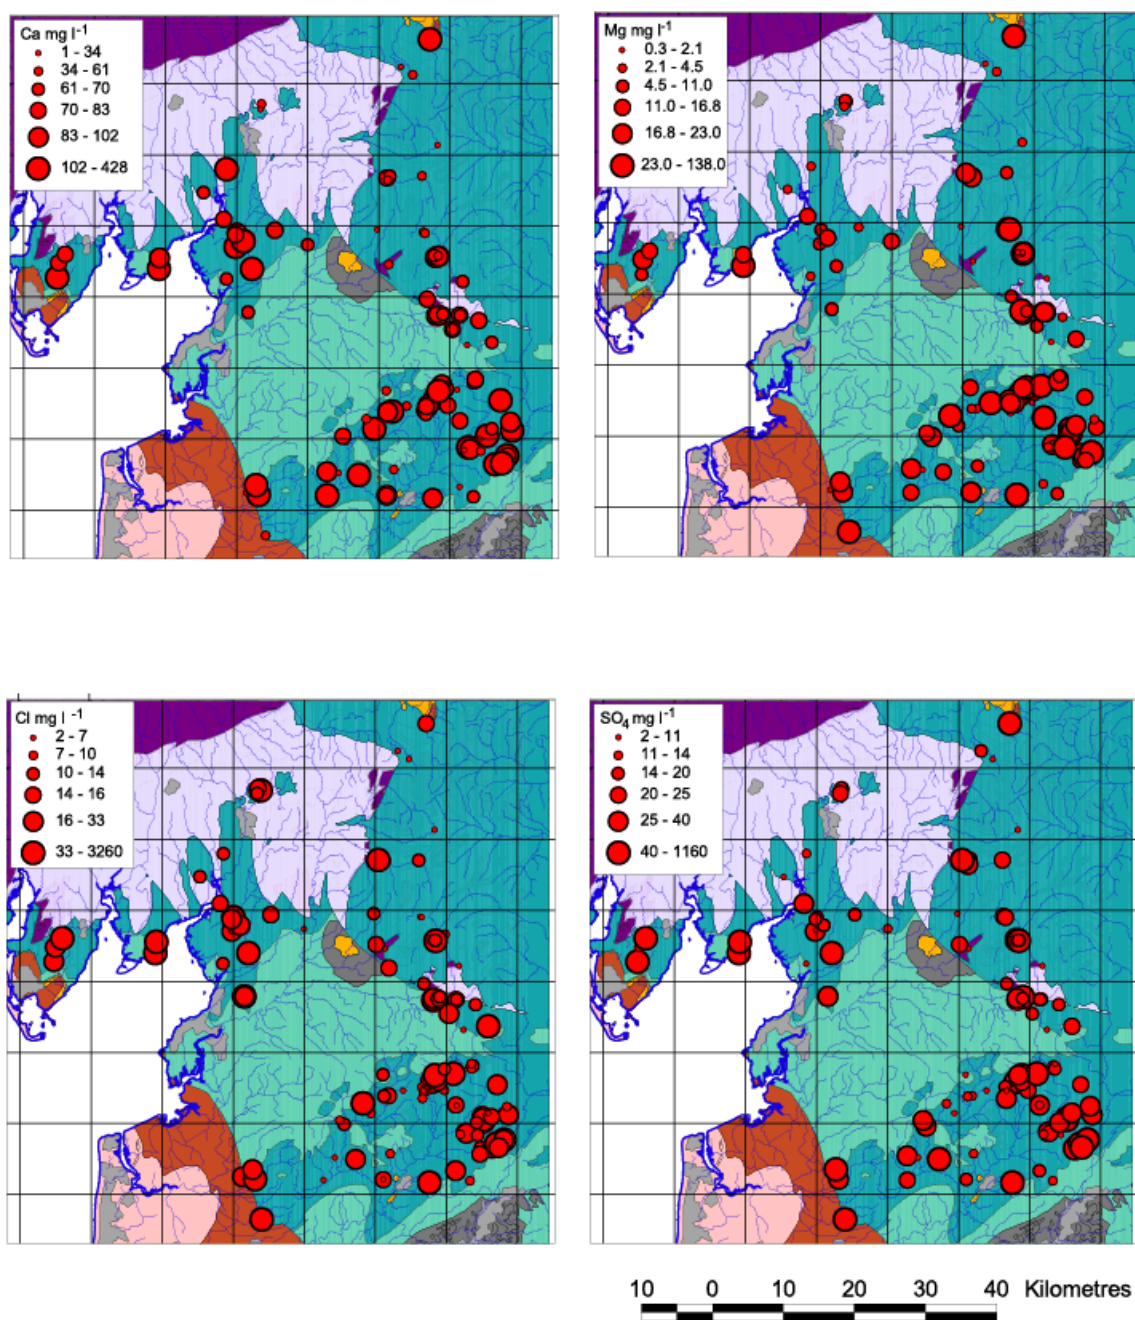 Ca mg l-1
1 - 34
34 - 61
61 - 70
70 - 83
83 - 102
102 - 428
Mg mg l-1
0.3 - 2.1
2.1 - 4.5
4.5 - 11.0
11.0 - 16.8
16.8 - 23.0
23.0 - 138.0
Cl mg l -1
2 - 7
7 - 10
10 - 14
14 - 16
16 - 33
33 - 3260
SO4 mg l-1
2 - 11
11 - 14
14 - 20
20 - 25
25 - 40
40 - 1160
10 0 10 20 30 40 Kilometres